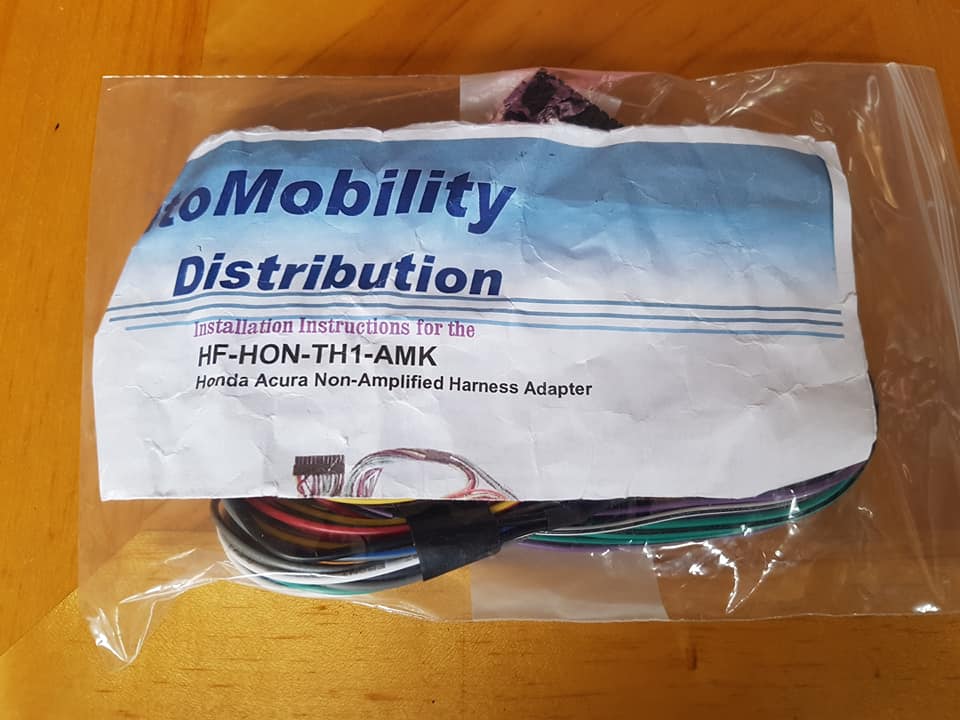 toMobility
Distribution
Installation Instructions for the
HF-HON-TH1-AMK
Honda Acura Non-Amplified Harness Adapter